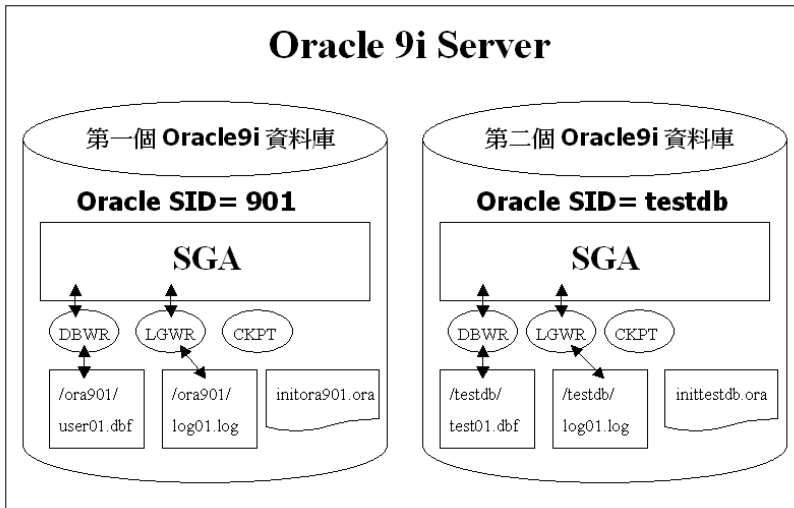 Oracle 9i Server
第一個 Oracle9i 資料庫
Oracle SID= 901
SGA
DBWR
LGWR
CKPT
/ora901/
user01.dbf
/ora901/
log01.log
initora901.ora
第二個 Oracle9i 資料庫
Oracle SID= testdb
SGA
DBWR
LGWR
CKPT
/testdb/
test01.dbf
/testdb/
log01.log
inittestdb.ora